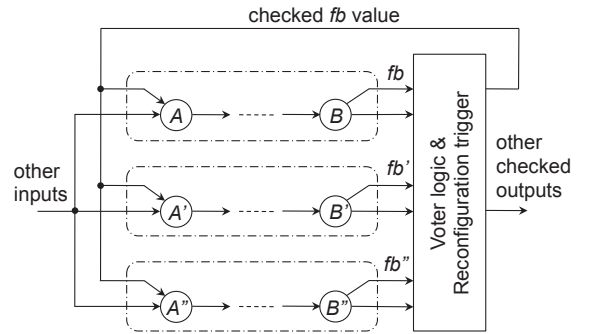 checked fb value
fb
A
B
other
inputs
fb'
A'
B'
fb"
A"
B"
Voter logic &
Reconfiguration trigger
other
checked
outputs